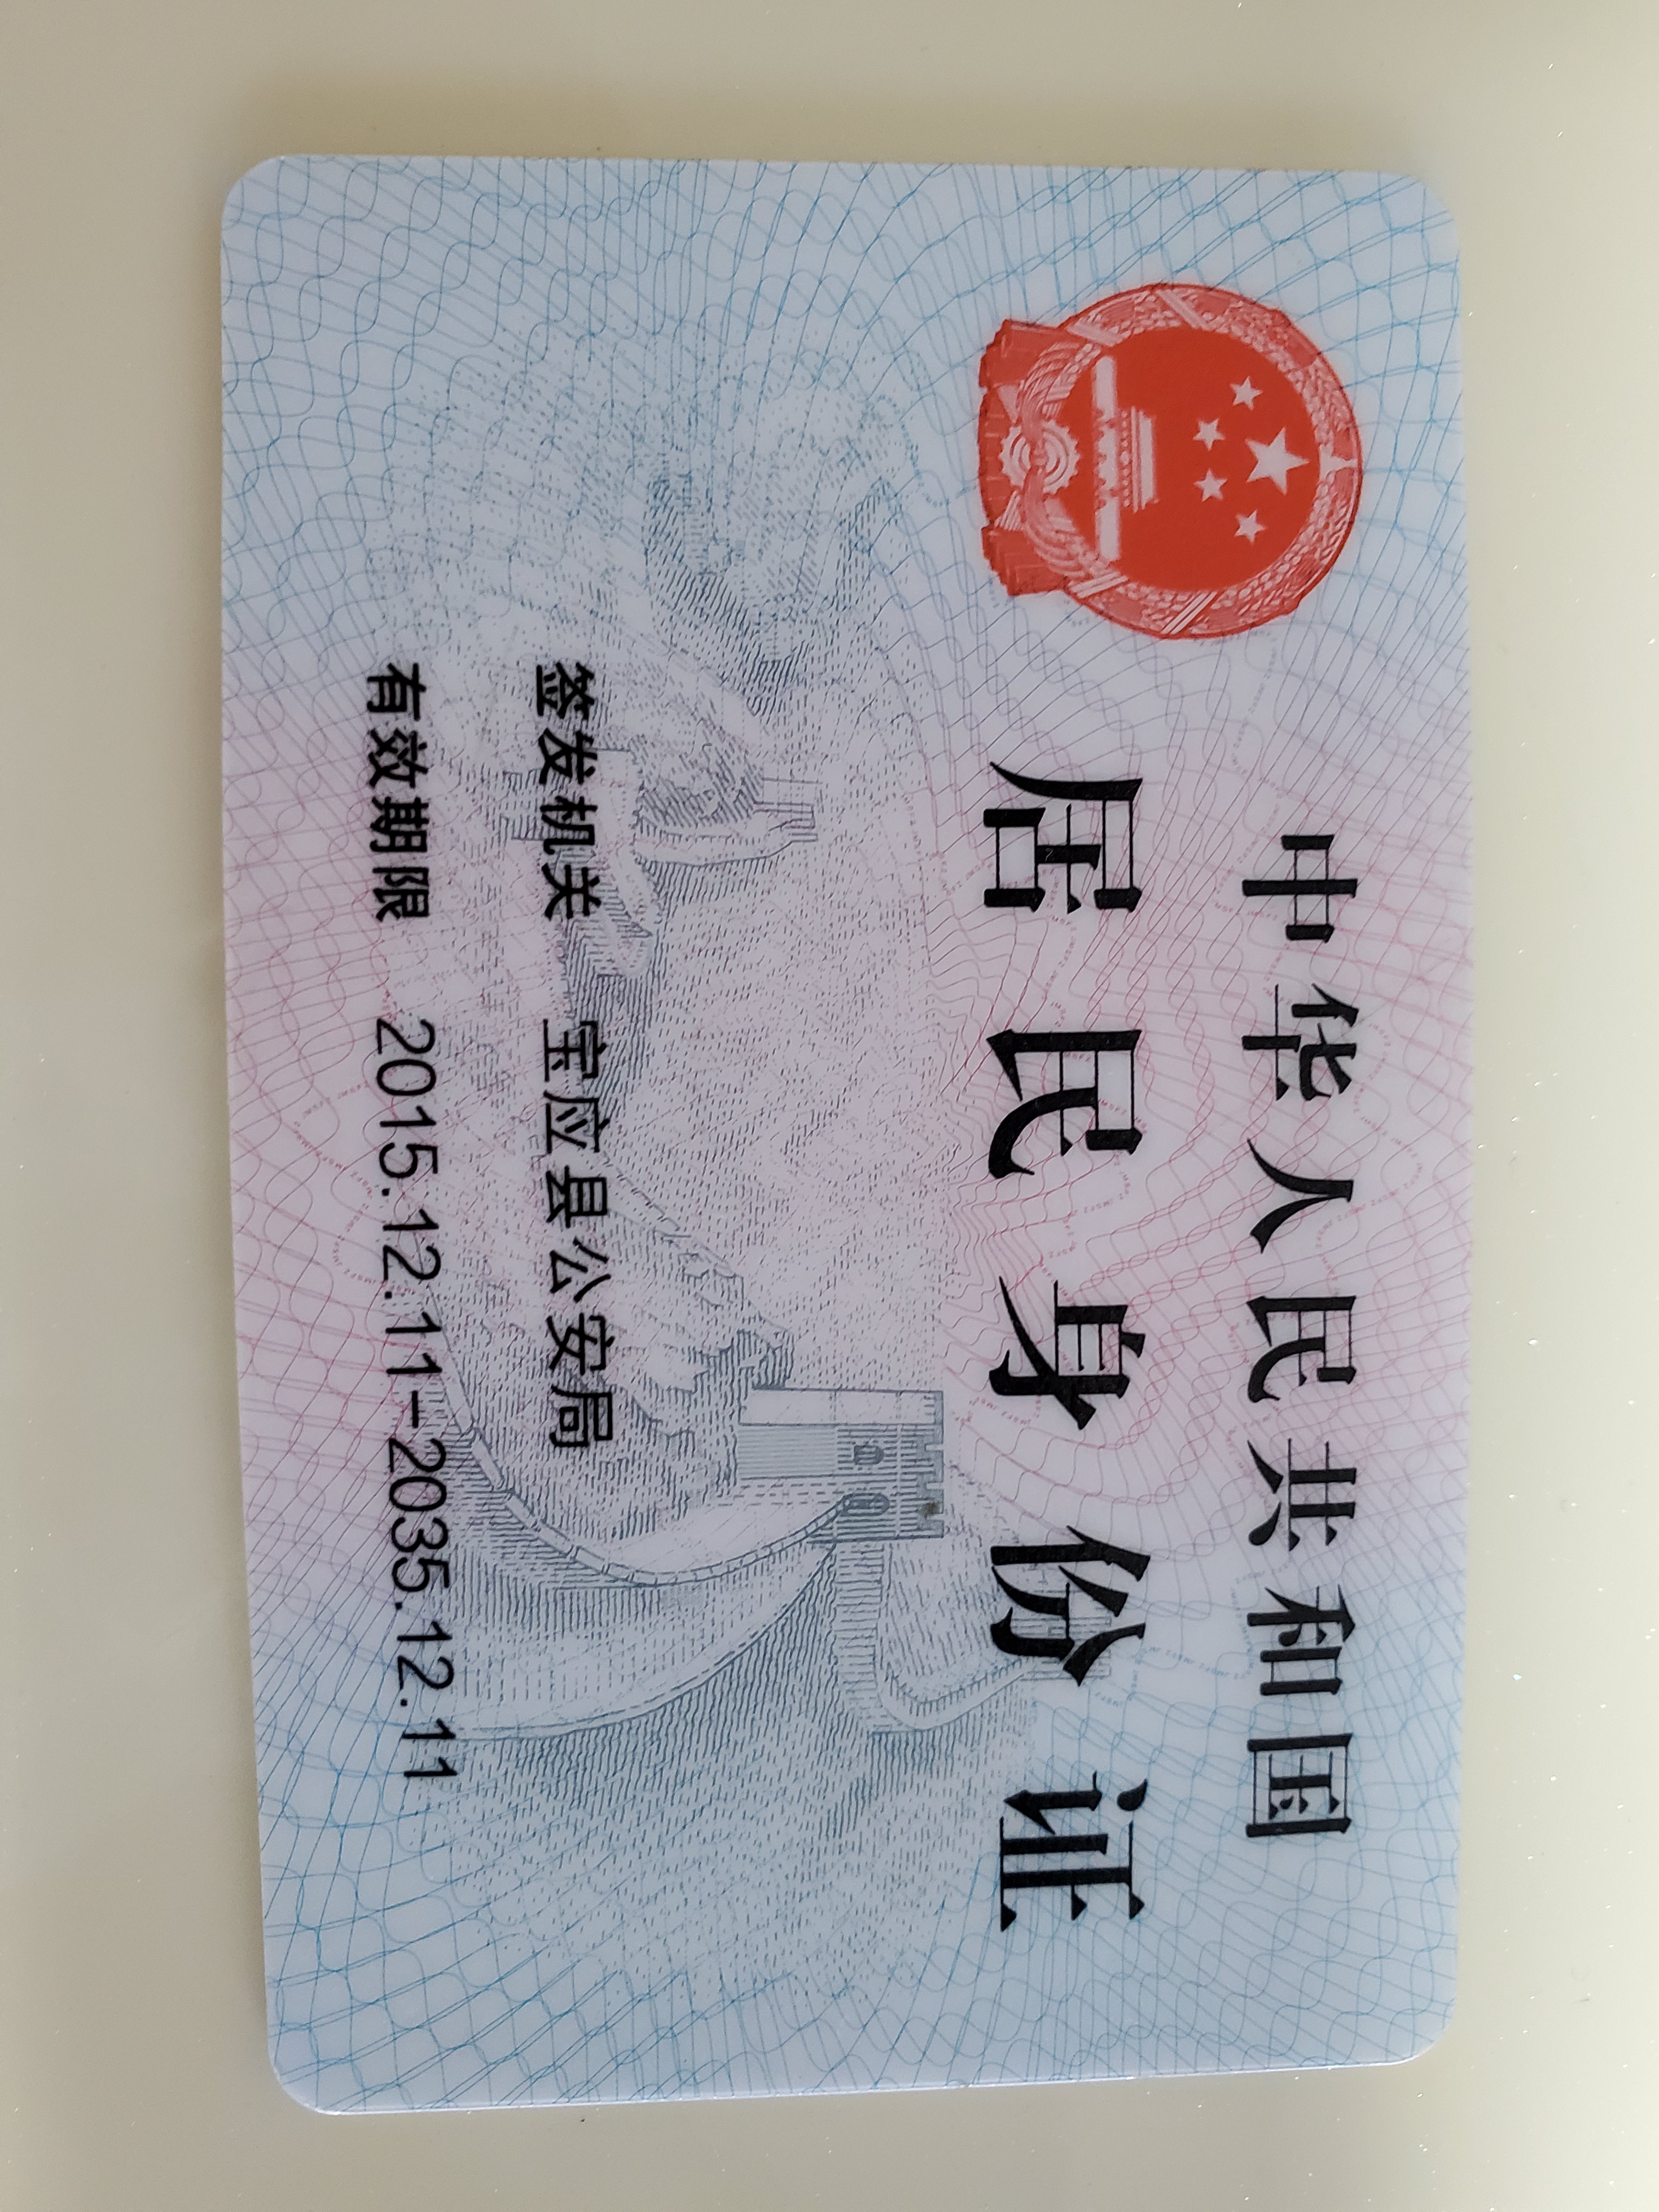 中华人民共和国
居民身份证
签发机关 宝应县公安局
有效期限 2015.12.11-2035.12.11